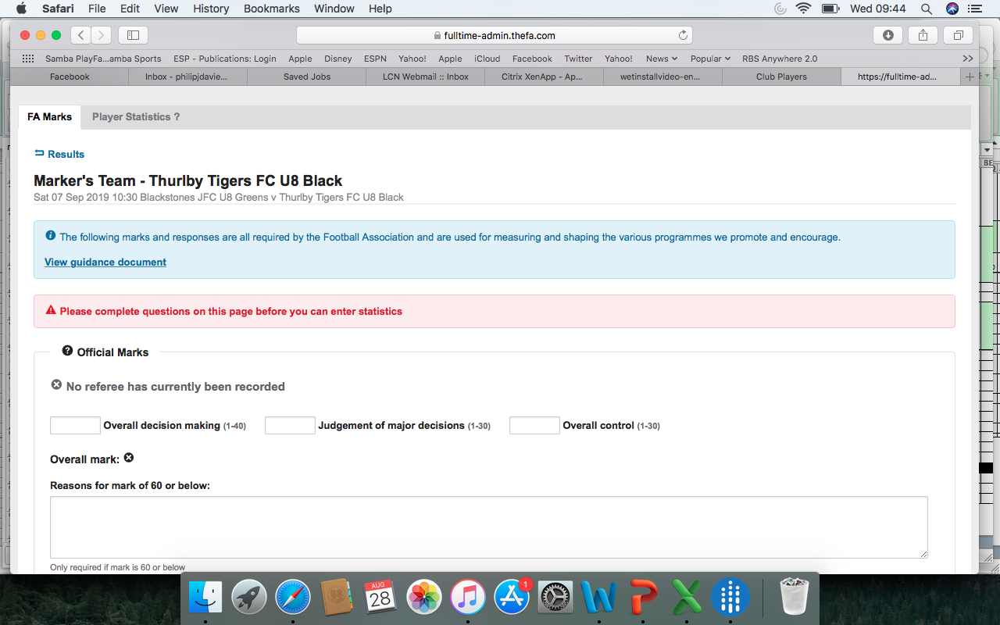 Safari File Edit View History Bookmarks Window Help Wed 09:44
fulltime-admin.thefa.com
Samba PlayFa...amba Sports ESP - Publications: Login Apple Disney ESPN Yahoo! Apple iCloud Facebook Twitter Yahoo! News Popular RBS Anywhere 2.0
Facebook Inbox - philipjdavie... Saved Jobs LCN Webmail :: Inbox Citrix XenApp - Ap... wetinstallvideo-en... Club Players https://fulltime-ad...
FA Marks Player Statistics ?
Results
BE
Marker's Team - Thurlby Tigers FC U8 Black
Sat 07 Sep 2019 10:30 Blackstones JFC U8 Greens v Thurlby Tigers FC U8 Black
The following marks and responses are all required by the Football Association and are used for measuring and shaping the various programmes we promote and encourage.
View guidance document
Please complete questions on this page before you can enter statistics
Official Marks
No referee has currently been recorded
Overall decision making (1-40) Judgement of major decisions (1-30) Overall control (1-30)
Overall mark:
Reasons for mark of 60 or below:
Only required if mark is 60 or below
AUG
28
1